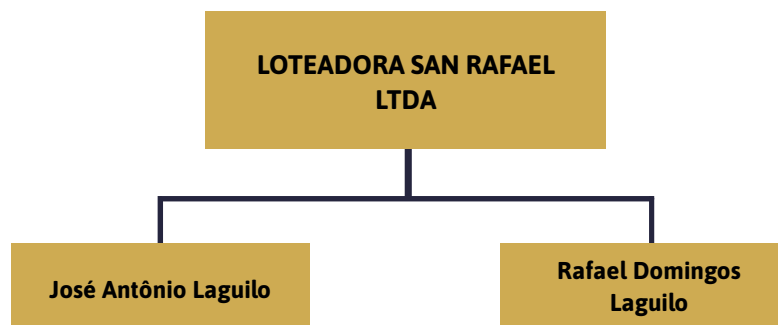 LOTEADORA SAN RAFAEL
LTDA
José Antônio Laguilo
Rafael Domingos
Laguilo